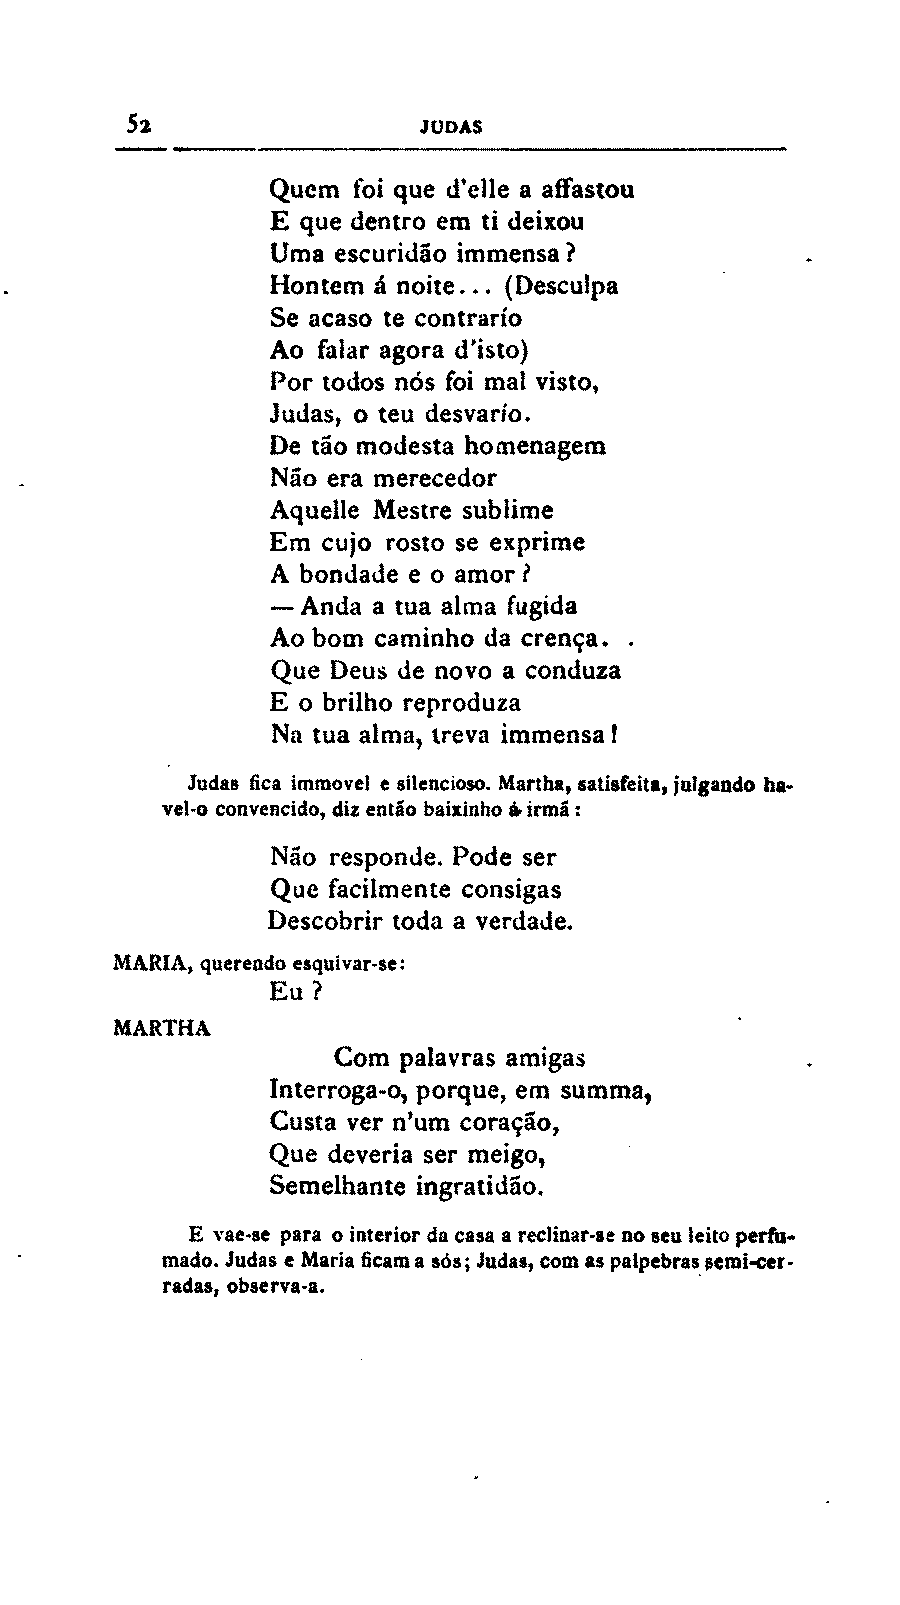 52 JUDAS
Quem foi que d'elle a affastou
E que dentro em ti deixou
Uma escuridão immensa?
Hontem á noite... (Desculpa
Se acaso te contrarío
Ao falar agora d'isto)
Por todos nós foi mal visto,
Judas, o teu desvarío.
De tão modesta homenagem
Não era merecedor
Aquelle Mestre sublime
Em cujo rosto se exprime
A bondade e o amor?
— Anda a tua alma fugida
Ao bom caminho da crença. .
Que Deus de novo a conduza
E o brilho reproduza
Na tua alma, treva immensa!
Judas fica immovel e silencioso. Martha, satisfeita, julgando ha-
vel-o convencido, diz então baixinho á irmã:
Não responde. Pode ser
Que facilmente consigas
Descobrir toda a verdade.
MARIA, querendo esquivar-se:
Eu?
MARTHA
Com palavras amigas
Interroga-o, porque, em summa,
Custa ver n'um coração,
Que deveria ser meigo,
Semelhante ingratidão.
E vae-se para o interior da casa a reclinar-se no seu leito perfu-
mado. Judas e Maria ficam a sós; Judas, com as palpebras semi-cer-
radas, observa-a.